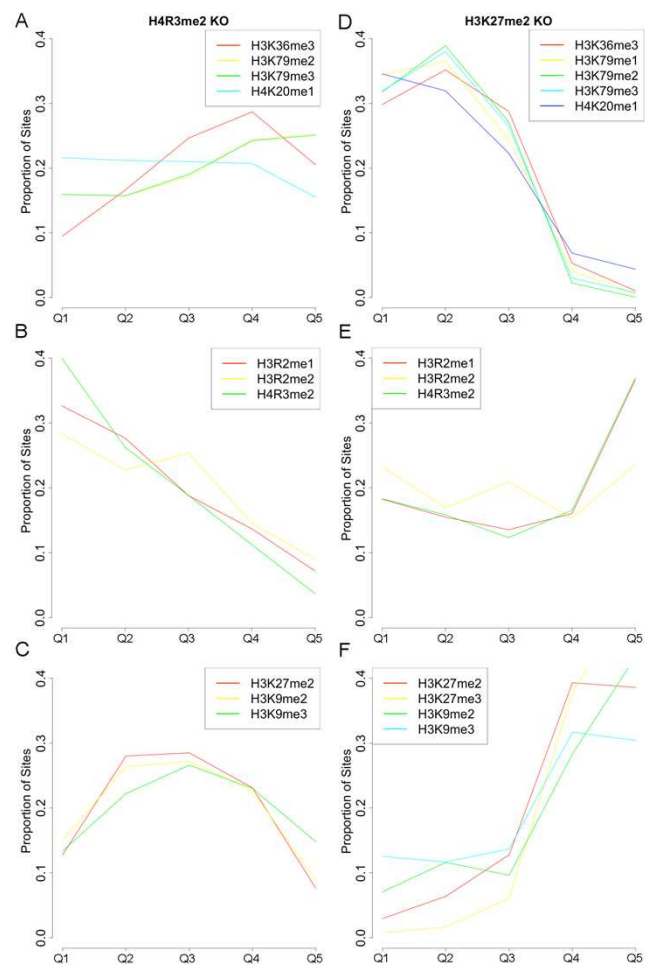 A
H4R3me2 KO
Proportion of Sites
0.0 0.1 0.2 0.3 0.4
Q1 Q2 Q3 Q4 Q5
H3K36me3
H3K79me2
H3K79me3
H4K20me1
D
H3K27me2 KO
Proportion of Sites
0.0 0.1 0.2 0.3 0.4
Q1 Q2 Q3 Q4 Q5
H3K36me3
H3K79me1
H3K79me2
H3K79me3
H4K20me1
B
Proportion of Sites
0.0 0.1 0.2 0.3 0.4
Q1 Q2 Q3 Q4 Q5
H3R2me1
H3R2me2
H4R3me2
E
Proportion of Sites
0.0 0.1 0.2 0.3 0.4
Q1 Q2 Q3 Q4 Q5
H3R2me1
H3R2me2
H4R3me2
C
Proportion of Sites
0.0 0.1 0.2 0.3 0.4
Q1 Q2 Q3 Q4 Q5
H3K27me2
H3K9me2
H3K9me3
F
Proportion of Sites
0.0 0.1 0.2 0.3 0.4
Q1 Q2 Q3 Q4 Q5
H3K27me2
H3K27me3
H3K9me2
H3K9me3